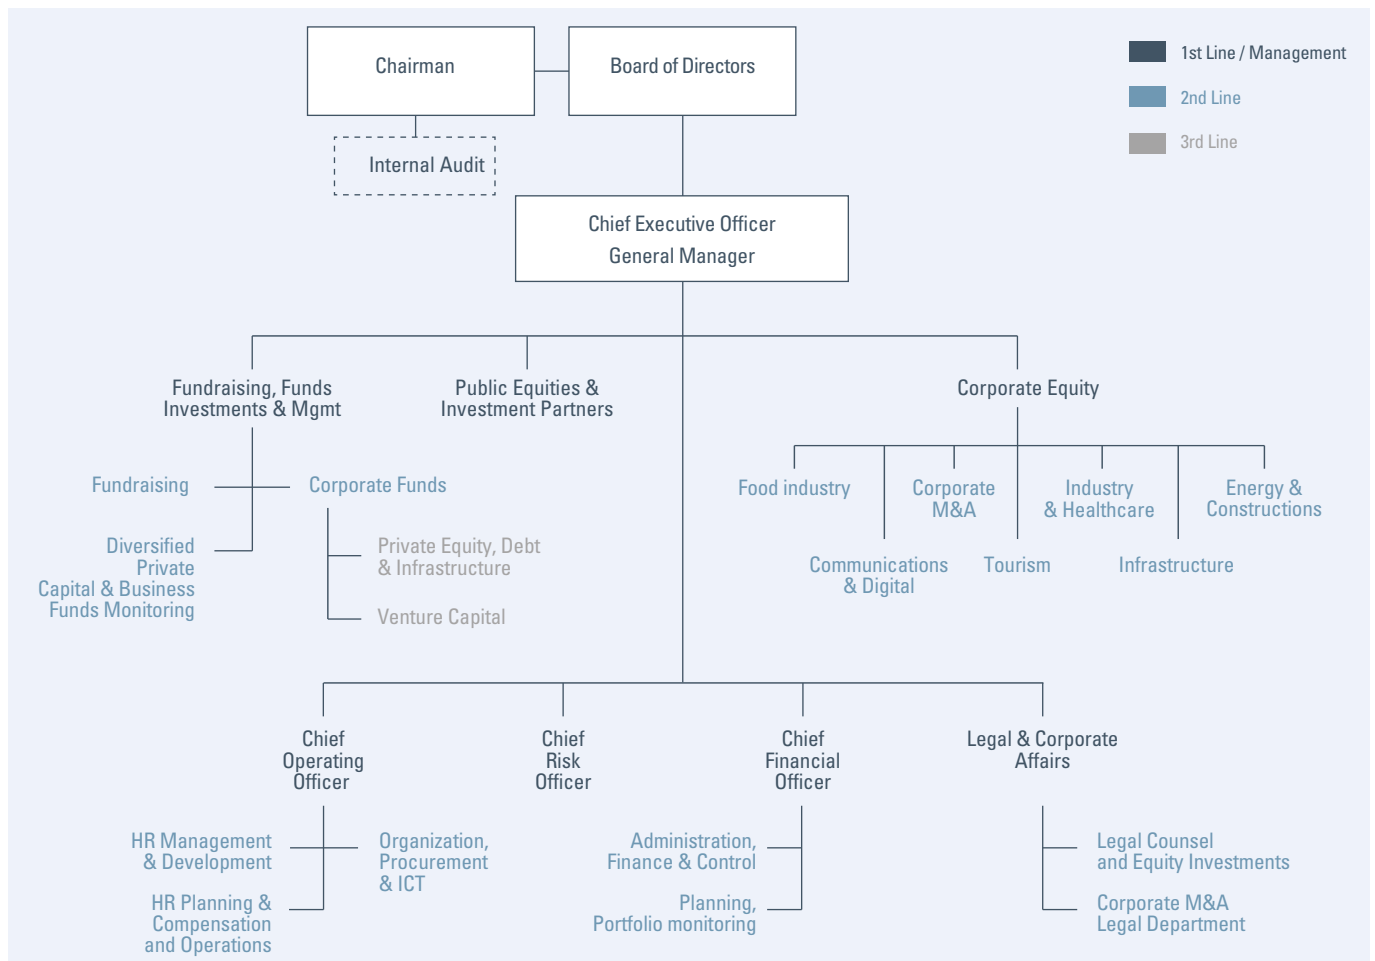 Chairman
Board of Directors
1st Line / Management
2nd Line
3rd Line
Internal Audit
Chief Executive Officer
General Manager
Fundraising, Funds
Investments & Mgmt
Public Equities &
Investment Partners
Corporate Equity
Fundraising
Corporate Funds
Diversified
Private
Capital & Business
Funds Monitoring
Private Equity, Debt
& Infrastructure
Venture Capital
Food industry
Corporate
M&A
Industry
& Healthcare
Energy &
Constructions
Communications
& Digital
Tourism
Infrastructure
Chief
Operating
Officer
Chief
Risk
Officer
Chief
Financial
Officer
Legal & Corporate
Affairs
HR Management
& Development
Organization,
Procurement
& ICT
HR Planning &
Compensation
and Operations
Administration,
Finance & Control
Planning,
Portfolio monitoring
Legal Counsel
and Equity Investments
Corporate M&A
Legal Department